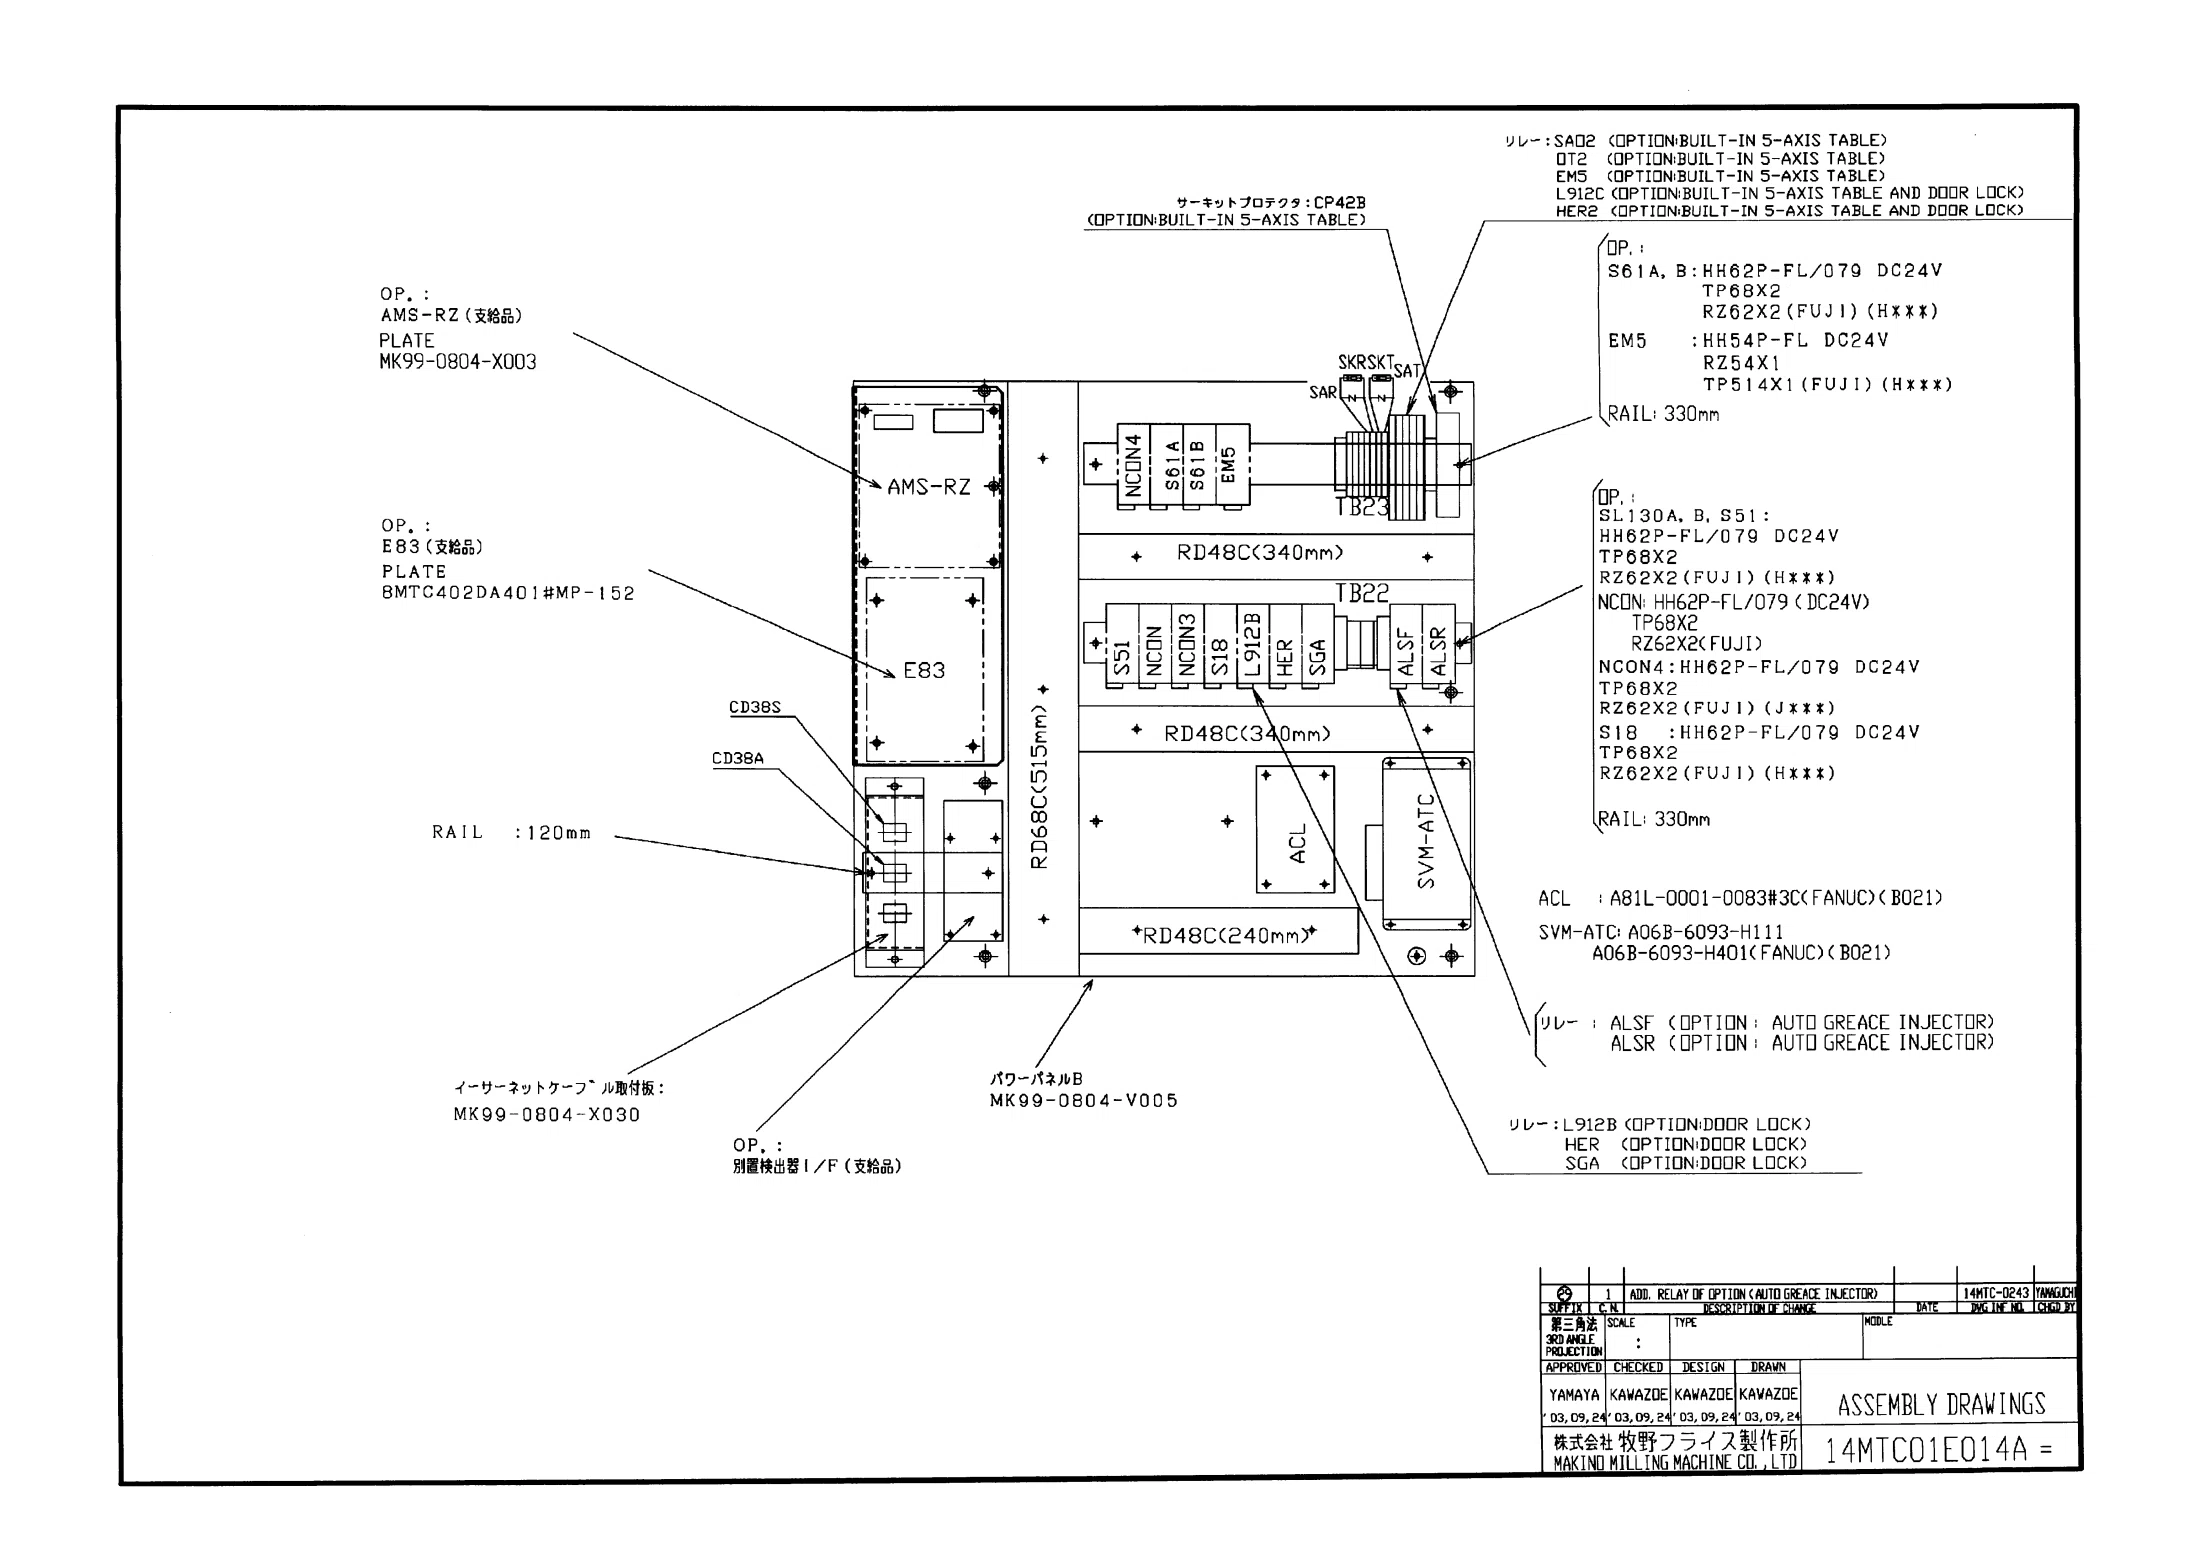 リレー:SA02 (OPTION:BUILT-IN 5-AXIS TABLE)
OT2 (OPTION:BUILT-IN 5-AXIS TABLE)
EM5 (OPTION:BUILT-IN 5-AXIS TABLE)
L912C (OPTION:BUILT-IN 5-AXIS TABLE AND DOOR LOCK)
HER2 (OPTION:BUILT-IN 5-AXIS TABLE AND DOOR LOCK)
サーキットプロテクタ:CP42B
(OPTION:BUILT-IN 5-AXIS TABLE)
OP.:
S61A, B:HH62P-FL/079 DC24V
TP68X2
RZ62X2(FUJI)(H***)
EM5 :HH54P-FL DC24V
RZ54X1
TP514X1(FUJI)(H***)
RAIL: 330mm
OP. :
AMS-RZ(支給品)
PLATE
MK99-0804-X003
OP. :
E83(支給品)
PLATE
8MTC402DA401#MP-152
SKR SKT
SAR
SAT
Z Z
NCON4
S61A
S61B
EM5
TB23
AMS-RZ
RD48C(340mm)
TB22
S51
NCON
NCON3
S18
L912B
HER
SGA
ALSF
ALSR
E83
RD48C(340mm)
RD68C(515mm)
ACL
SVM-ATC
RD48C(240mm)
CD38S
CD38A
RAIL :120mm
OP. :
SL130A, B, S51:
HH62P-FL/079 DC24V
TP68X2
RZ62X2(FUJI)(H***)
NCON: HH62P-FL/079(DC24V)
TP68X2
RZ62X2(FUJI)
NCON4:HH62P-FL/079 DC24V
TP68X2
RZ62X2(FUJI)(J***)
S18 :HH62P-FL/079 DC24V
TP68X2
RZ62X2(FUJI)(H***)
RAIL: 330mm
ACL : A81L-0001-0083#3C(FANUC)(B021)
SVM-ATC: A06B-6093-H111
A06B-6093-H401(FANUC)(B021)
リレー : ALSF (OPTION : AUTO GREACE INJECTOR)
ALSR (OPTION : AUTO GREACE INJECTOR)
イーサーネットケーブル取付板:
MK99-0804-X030
OP. :
別置検出器I/F(支給品)
パワーパネルB
MK99-0804-V005
リレー:L912B (OPTION:DOOR LOCK)
HER (OPTION:DOOR LOCK)
SGA (OPTION:DOOR LOCK)
1 ADD. RELAY OF OPTION(AUTO GREACE INJECTOR) 14MTC-0243 YAMAGUCHI
SUFFIX C.N. DESCRIPTION OF CHANGE DATE DWG INF NO. CHGD BY
第三角法 SCALE TYPE MODLE
3RD ANGLE :
PROJECTION
APPROVED CHECKED DESIGN DRAWN
YAMAYA KAWAZOE KAWAZOE KAWAZOE
'03,09,24 '03,09,24 '03,09,24 '03,09,24
ASSEMBLY DRAWINGS
株式会社 牧野フライス製作所
MAKINO MILLING MACHINE CO.,LTD
14MTC01E014A =